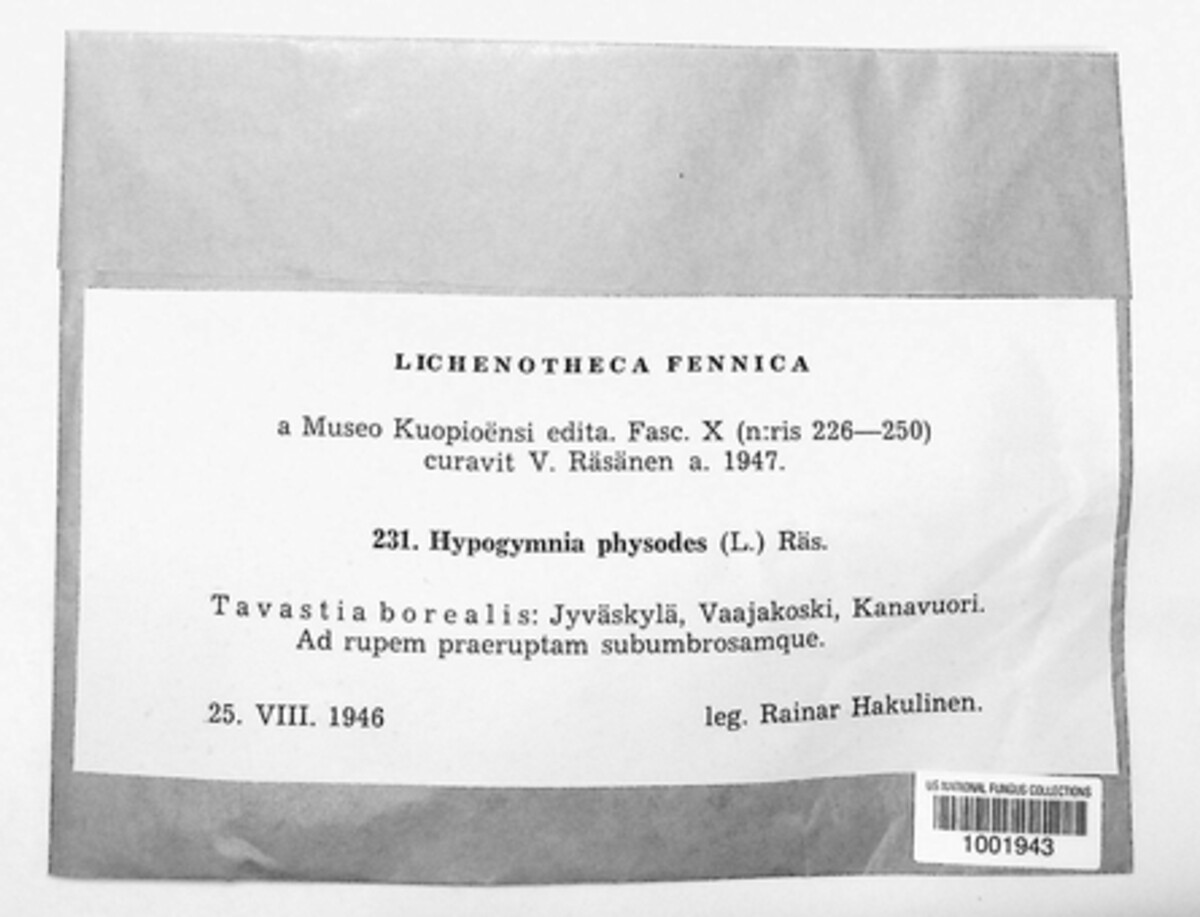 LICHENOTHECA FENNICA
a Museo Kuopioënsi edita. Fasc. X (n:ris 226—250)
curavit V. Räsänen a. 1947.
231. Hypogymnia physodes (L.) Räs.
Tavastia borealis: Jyväskylä, Vaajakoski, Kanavuori.
Ad rupem praeruptam subumbrosamque.
25. VIII. 1946 leg. Rainar Hakulinen.
US NATIONAL FUNGUS COLLECTIONS
1001943